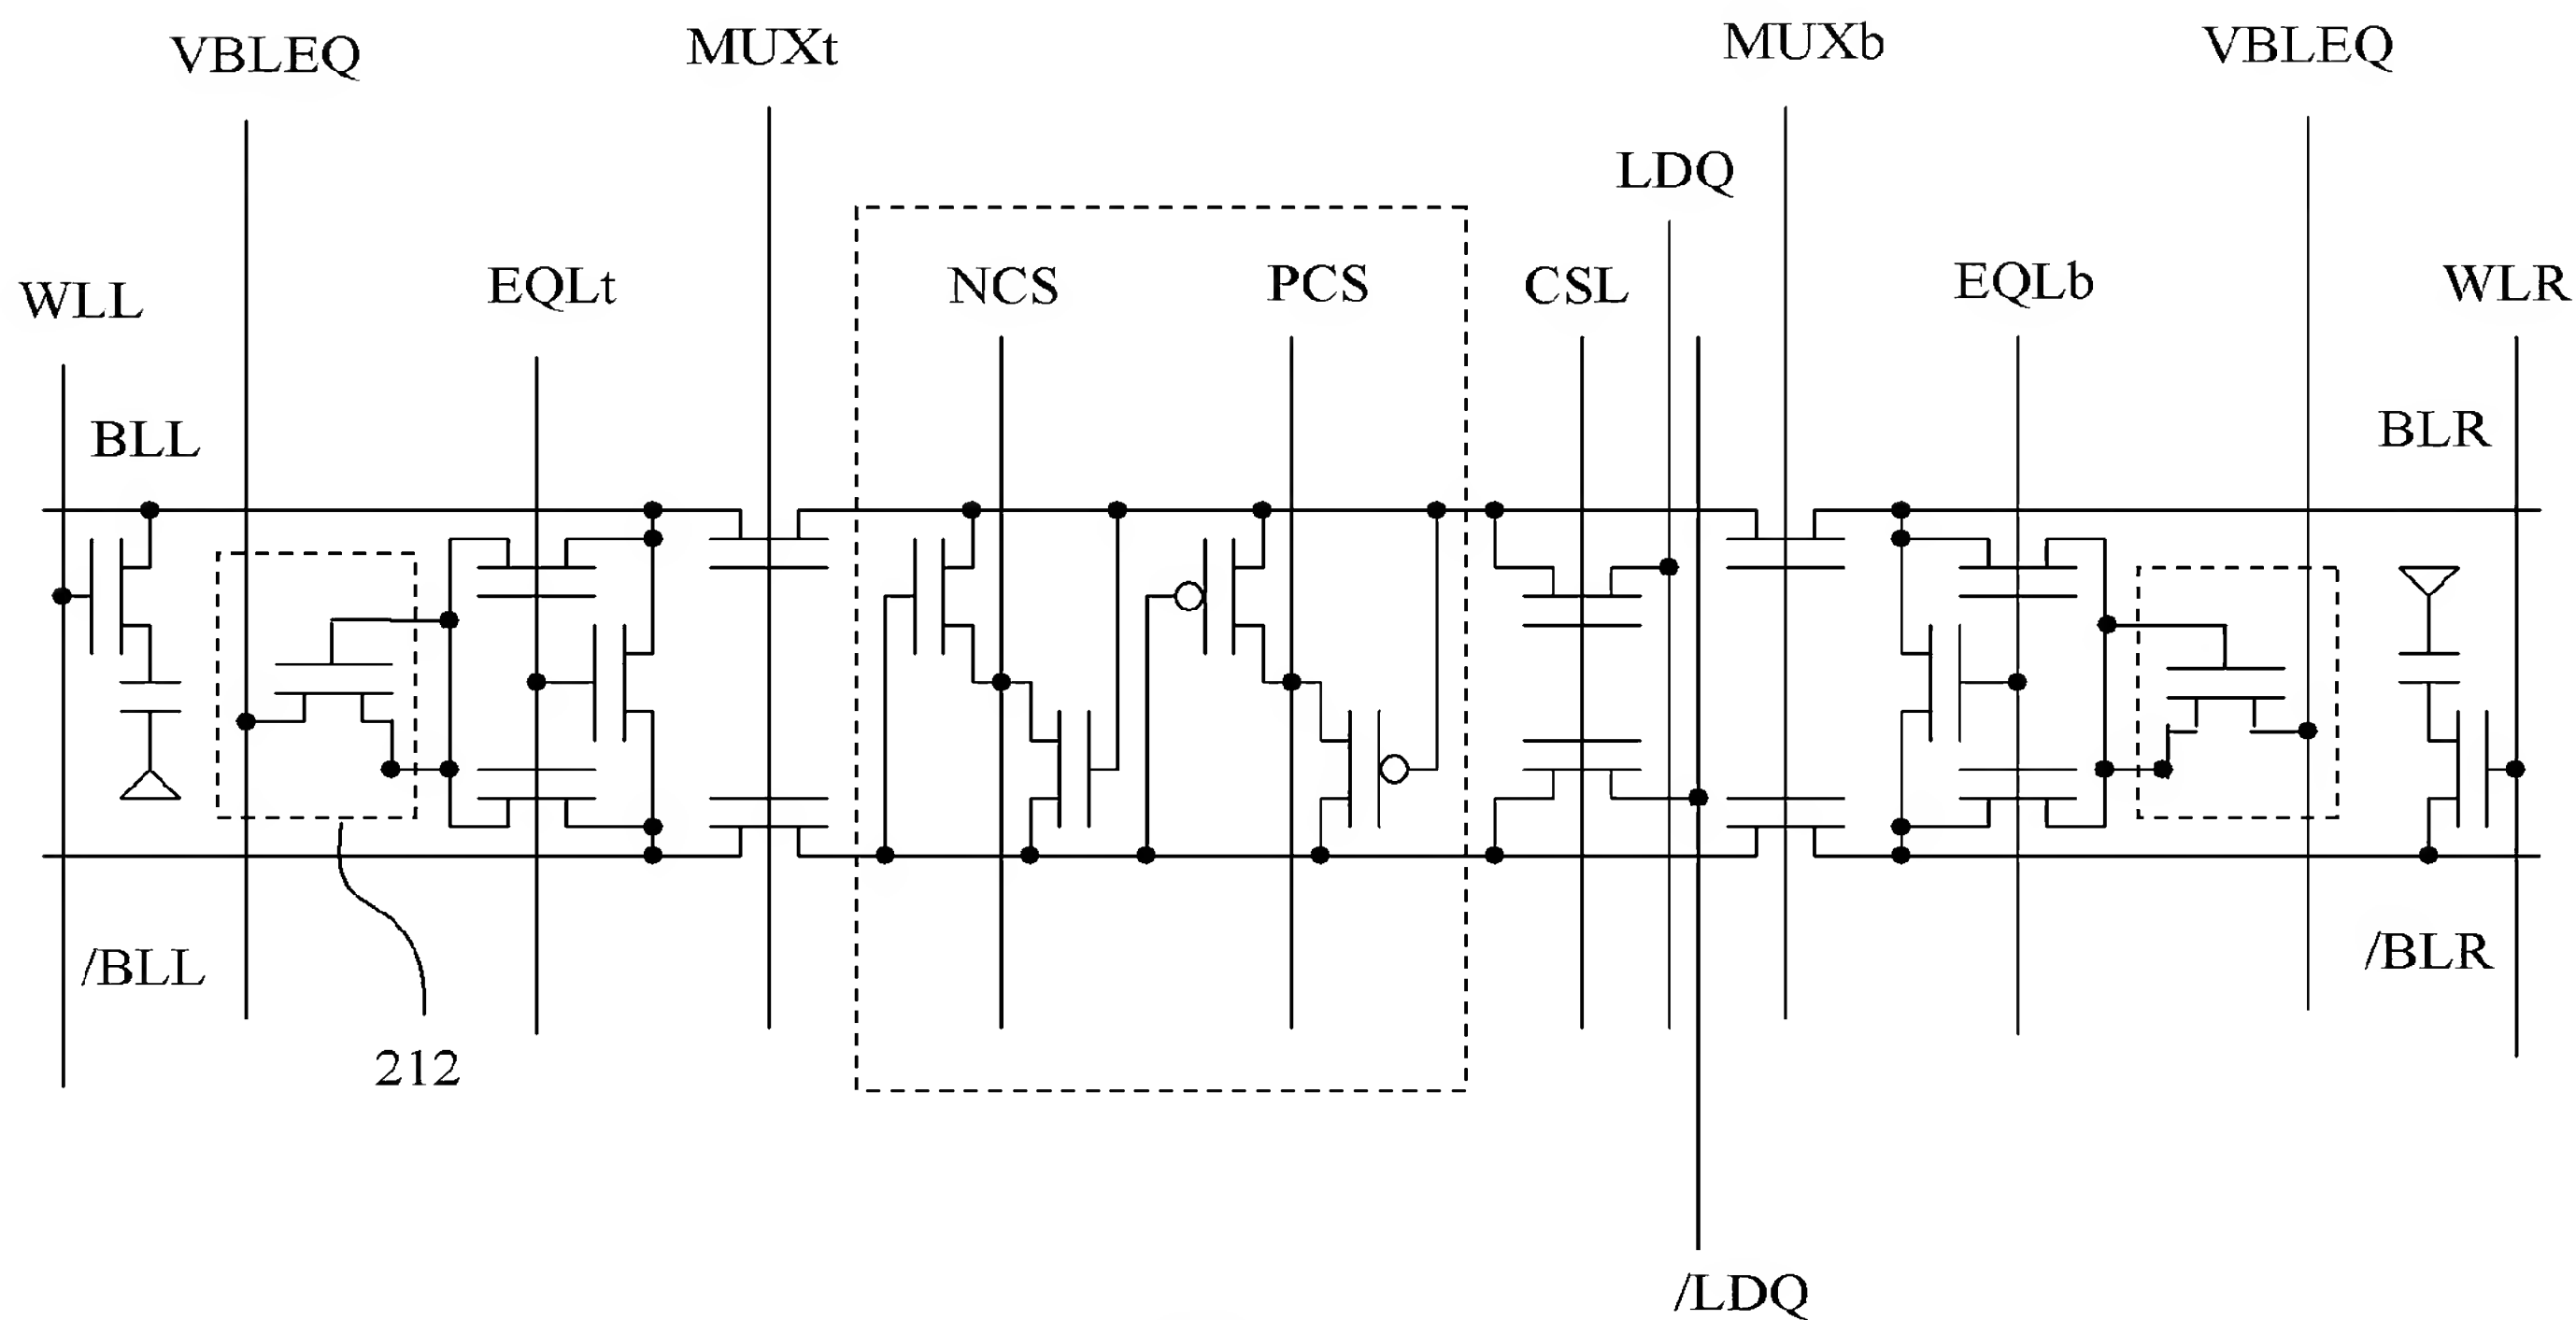 VBLEQ
MUXt
MUXb
VBLEQ
LDQ
WLL
EQLt
NCS
PCS
CSL
EQLb
WLR
BLL
BLR
/BLL
/BLR
212
/LDQ